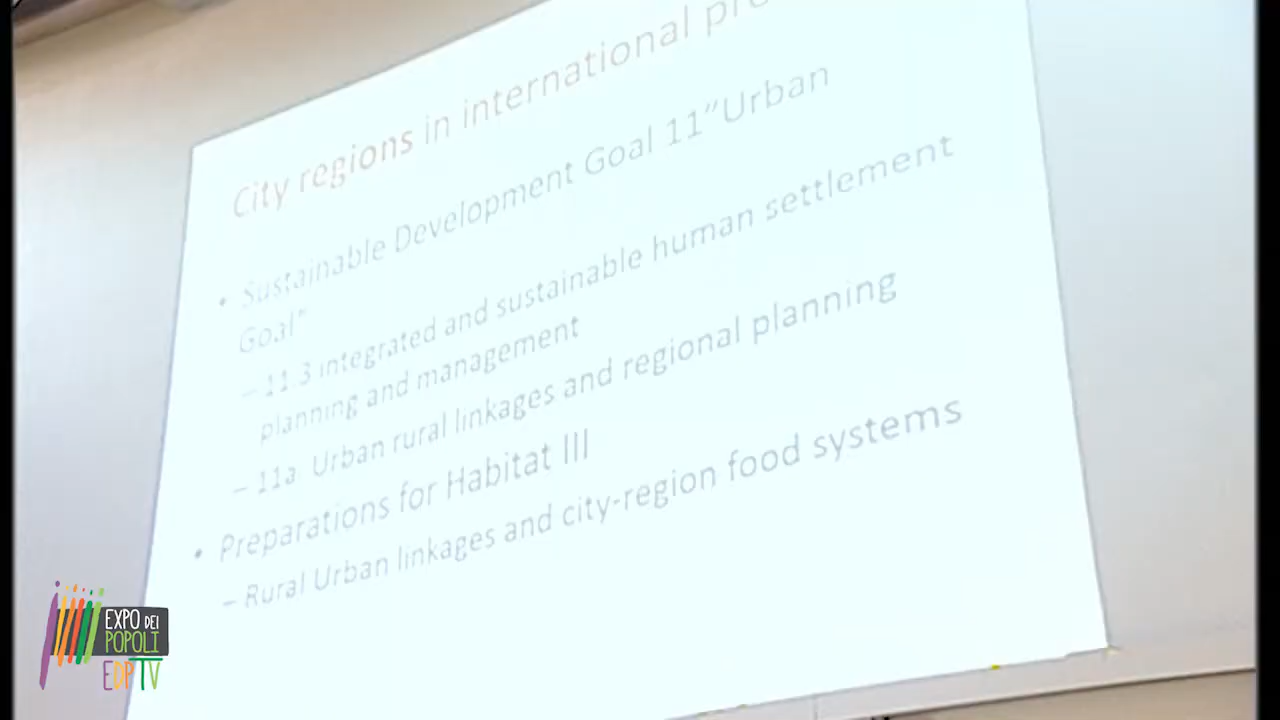 City regions in international
• Sustainable Development Goal 11"Urban
Goal"
– 11.3 integrated and sustainable human settlement
planning and management
– 11a. Urban rural linkages and regional planning
• Preparations for Habitat III
– Rural Urban linkages and city-region food systems
EXPO DEI
POPOLI
EDPTV